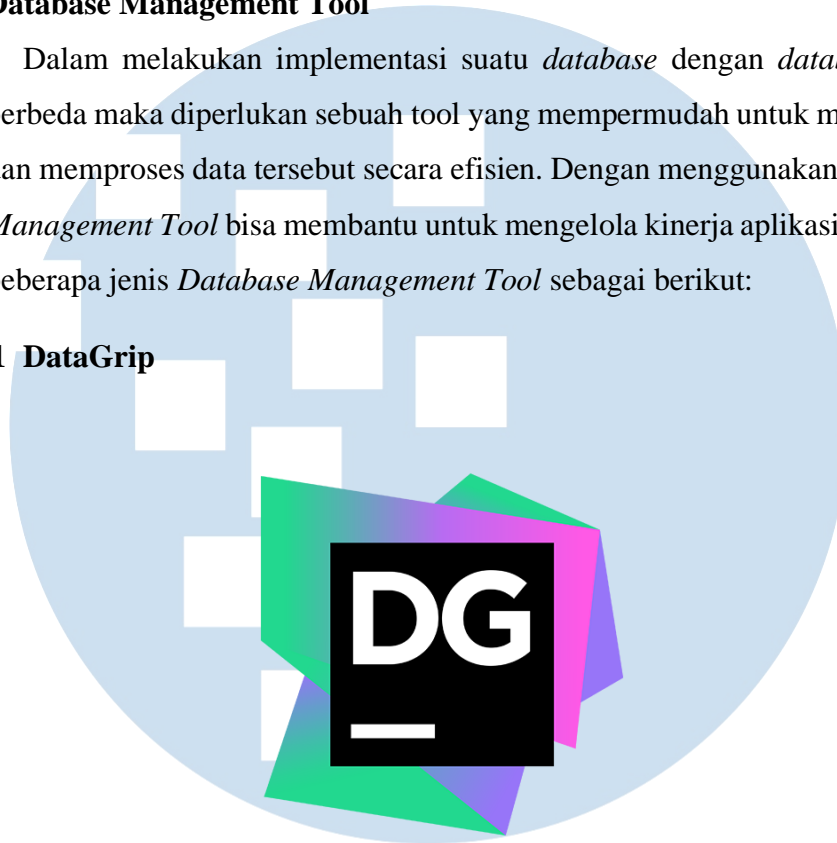 Database Management Tool
Dalam melakukan implementasi suatu database dengan
berbeda maka diperlukan sebuah tool yang mempermudah untuk
dan memproses data tersebut secara efisien. Dengan menggunakan
Management Tool bisa membantu untuk mengelola kinerja aplikasi
beberapa jenis Database Management Tool sebagai berikut:
1 DataGrip
DG